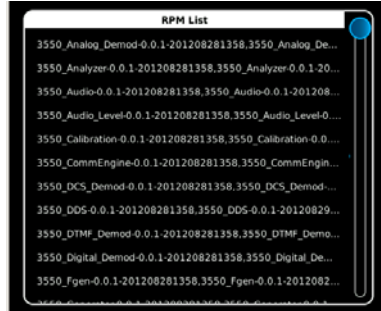 RPM List
3550_Analog_Demod-0.0.1-201208281358,3550_Analog_De...
3550_Analyzer-0.0.1-201208281358,3550_Analyzer-0.0.1-20...
3550_Audio-0.0.1-201208281358,3550_Audio-0.0.1-201208...
3550_Audio_Level-0.0.1-201208281358,3550_Audio_Level-0....
3550_Calibration-0.0.1-201208281358,3550_Calibration-0.0....
3550_CommEngine-0.0.1-201208281358,3550_CommEngin...
3550_DCS_Demod-0.0.1-201208281358,3550_DCS_Demod-...
3550_DDS-0.0.1-201208281358,3550_DDS-0.0.1-20120829...
3550_DTMF_Demod-0.0.1-201208281358,3550_DTMF_Demo...
3550_Digital_Demod-0.0.1-201208281358,3550_Digital_De...
3550_Fgen-0.0.1-201208281358,3550_Fgen-0.0.1-2012082...